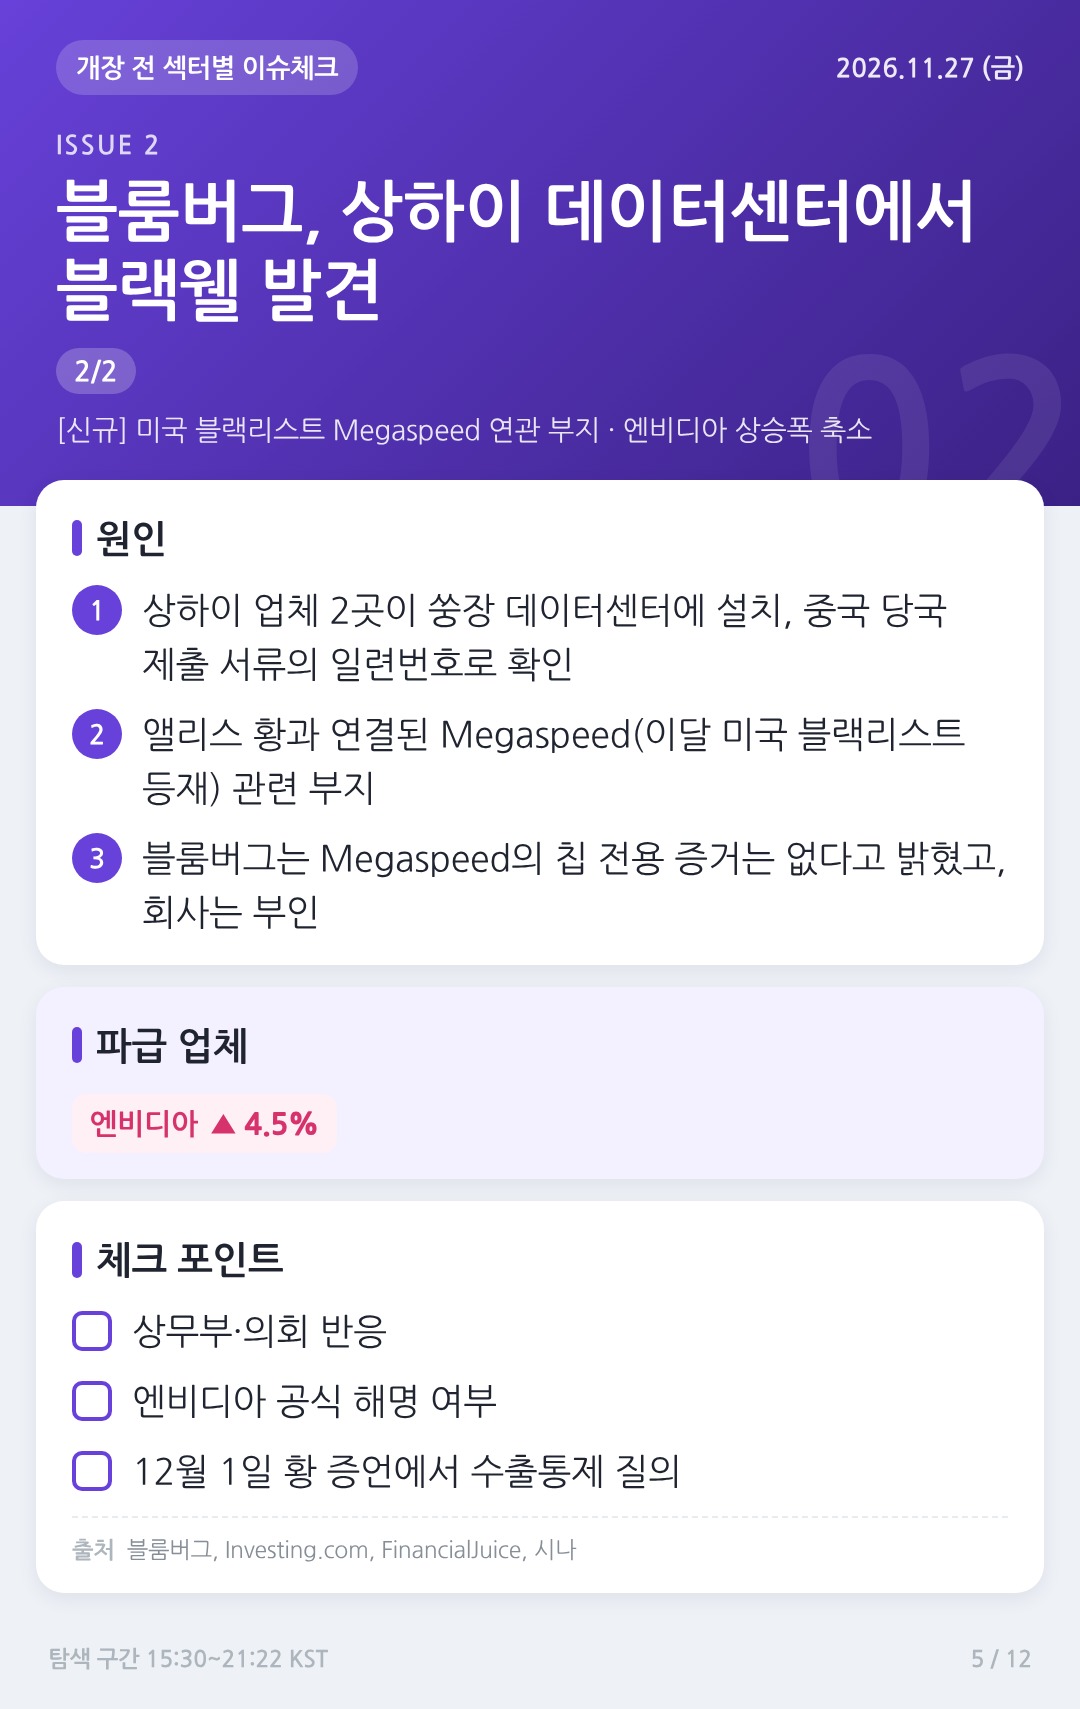 개장 전 섹터별 이슈체크
2026.11.27 (금)
ISSUE 2
블룸버그, 상하이 데이터센터에서
블랙웰 발견
2/2
[신규] 미국 블랙리스트 Megaspeed 연관 부지 · 엔비디아 상승폭 축소
02
원인
1 상하이 업체 2곳이 쑹장 데이터센터에 설치, 중국 당국
제출 서류의 일련번호로 확인
2 앨리스 황과 연결된 Megaspeed(이달 미국 블랙리스트
등재) 관련 부지
3 블룸버그는 Megaspeed의 칩 전용 증거는 없다고 밝혔고,
회사는 부인
파급 업체
엔비디아 ▲ 4.5%
체크 포인트
상무부·의회 반응
엔비디아 공식 해명 여부
12월 1일 황 증언에서 수출통제 질의
출처 블룸버그, Investing.com, FinancialJuice, 시나
탐색 구간 15:30~21:22 KST
5 / 12